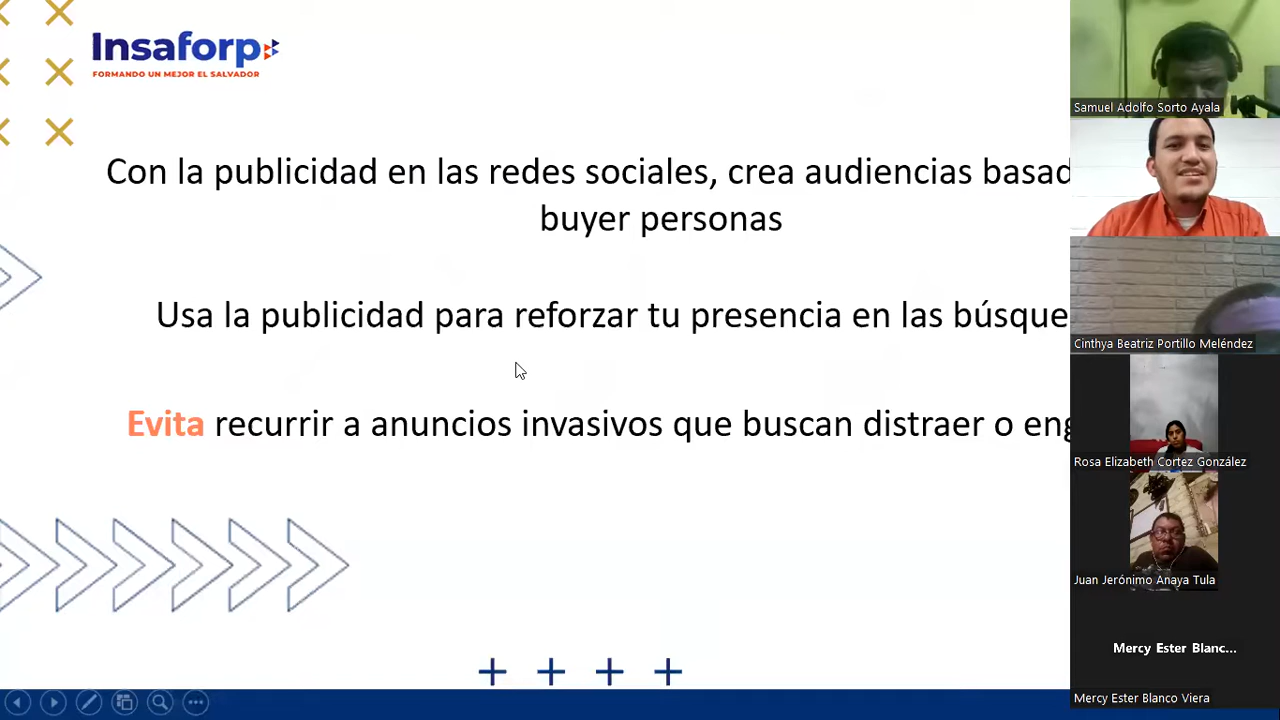 Insaforp
FORMANDO UN MEJOR EL SALVADOR
Con la publicidad en las redes sociales, crea audiencias basad
buyer personas
Usa la publicidad para reforzar tu presencia en las búsque
Evita recurrir a anuncios invasivos que buscan distraer o eng
Samuel Adolfo Sorto Ayala
Cinthya Beatriz Portillo Meléndez
Rosa Elizabeth Cortez González
Juan Jerónimo Anaya Tula
Mercy Ester Blanc...
Mercy Ester Blanco Viera